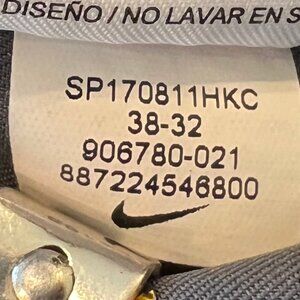 DISEÑO / NO LAVAR EN S
SP170811HKC
38-32
906780-021
887224546800